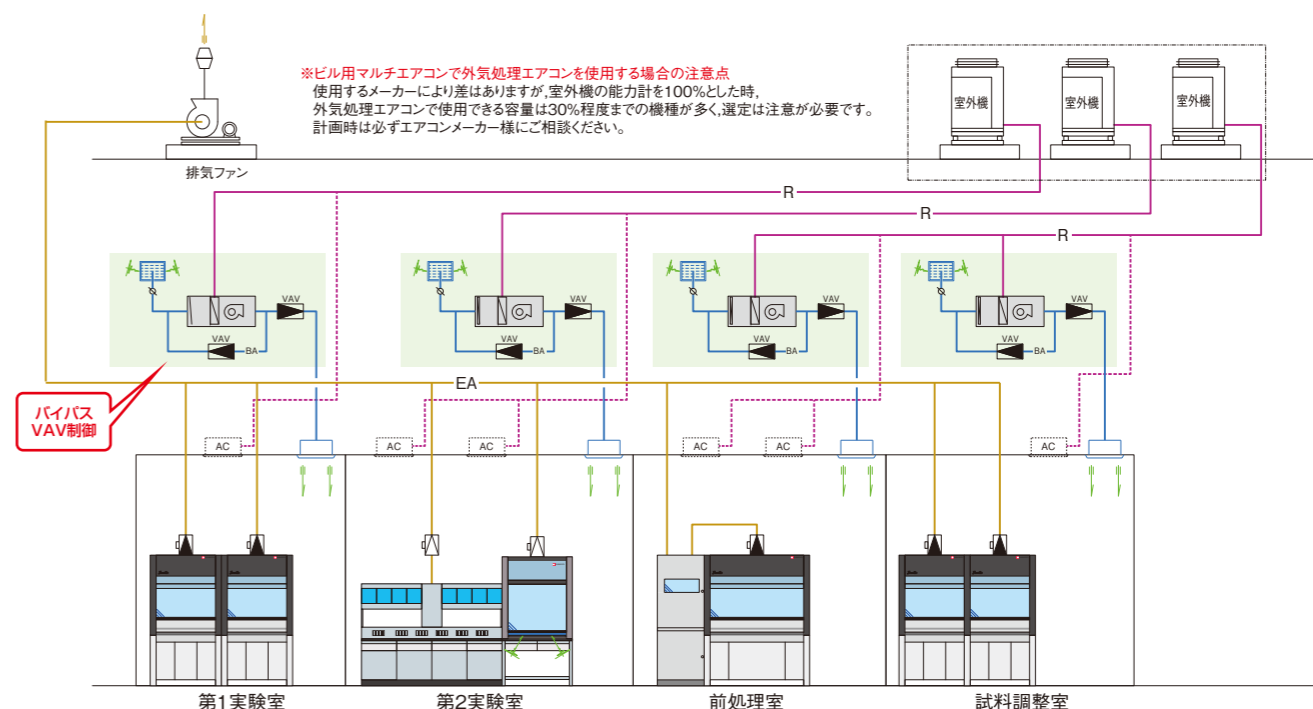 ※ビル用マルチエアコンで外気処理エアコンを使用する場合の注意点
使用するメーカーにより差はありますが,室外機の能力計を100%とした時,
外気処理エアコンで使用できる容量は30%程度までの機種が多く,選定は注意が必要です。
計画時は必ずエアコンメーカー様にご相談ください。
室外機
室外機
室外機
排気ファン
R
R
R
VAV
VAV
VAV
VAV
VAV
BA
VAV
BA
VAV
BA
VAV
BA
EA
バイパス
VAV制御
AC
AC
AC
AC
AC
AC
第1実験室
第2実験室
前処理室
試料調整室